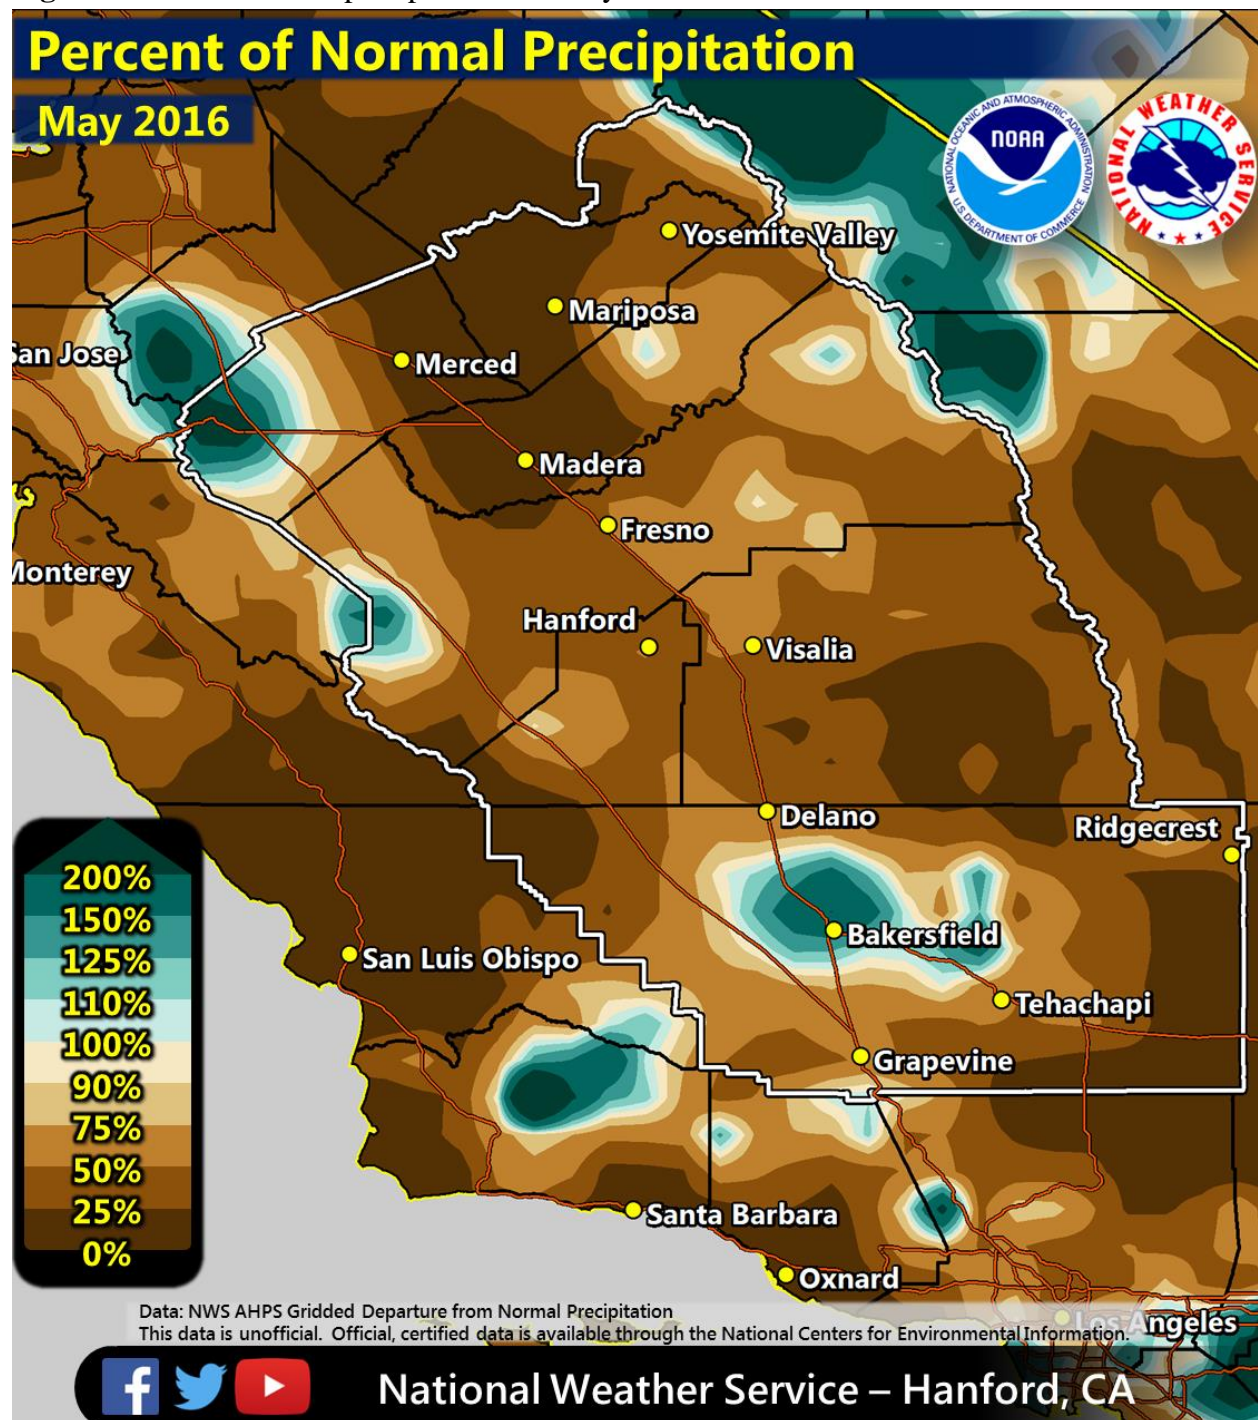 Percent of Normal Precipitation
May 2016
NATIONAL OCEANIC AND ATMOSPHERIC ADMINISTRATION
NOAA
U.S. DEPARTMENT OF COMMERCE
NATIONAL WEATHER SERVICE
Yosemite Valley
Mariposa
San Jose
Merced
Madera
Fresno
Monterey
Hanford
Visalia
Delano
Ridgecrest
200%
150%
125%
110%
100%
90%
75%
50%
25%
0%
Bakersfield
San Luis Obispo
Tehachapi
Grapevine
Santa Barbara
Oxnard
Los Angeles
Data: NWS AHPS Gridded Departure from Normal Precipitation
This data is unofficial. Official, certified data is available through the National Centers for Environmental Information.
National Weather Service – Hanford, CA